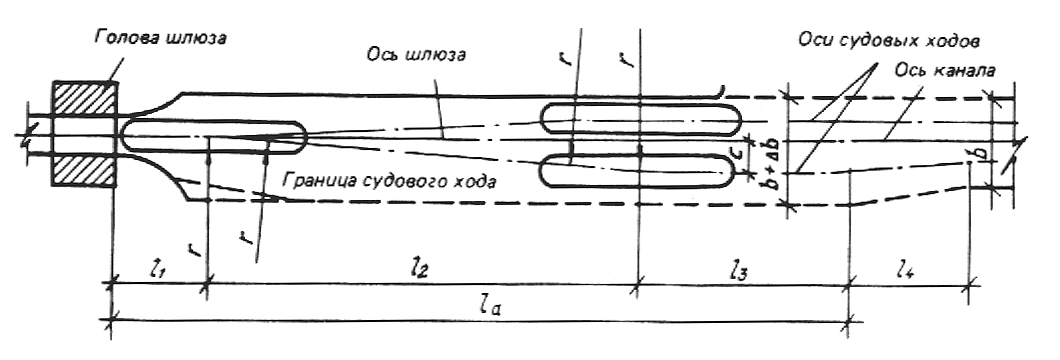 Голова шлюза
Ось шлюза
r
r
Оси судовых ходов
Ось канала
c
b + Δb
b
Граница судового хода
r
r
l1
l2
l3
l4
la